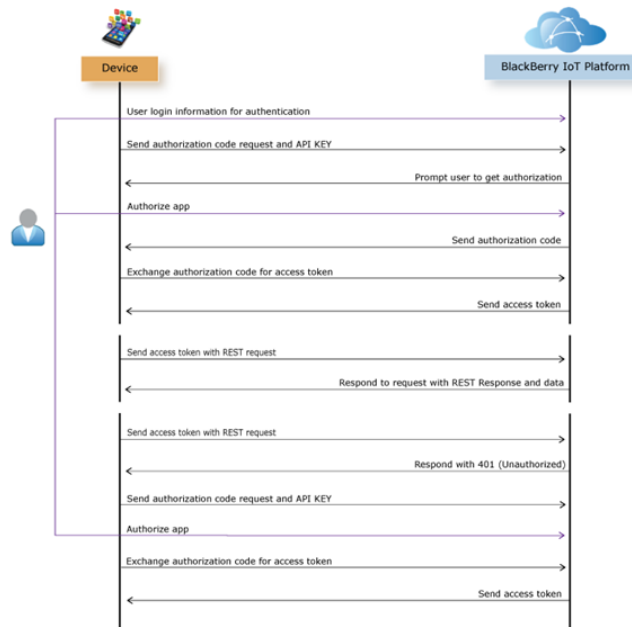 Device
BlackBerry IoT Platform
User login information for authentication
Send authorization code request and API KEY
Prompt user to get authorization
Authorize app
Send authorization code
Exchange authorization code for access token
Send access token
Send access token with REST request
Respond to request with REST Response and data
Send access token with REST request
Respond with 401 (Unauthorized)
Send authorization code request and API KEY
Authorize app
Exchange authorization code for access token
Send access token